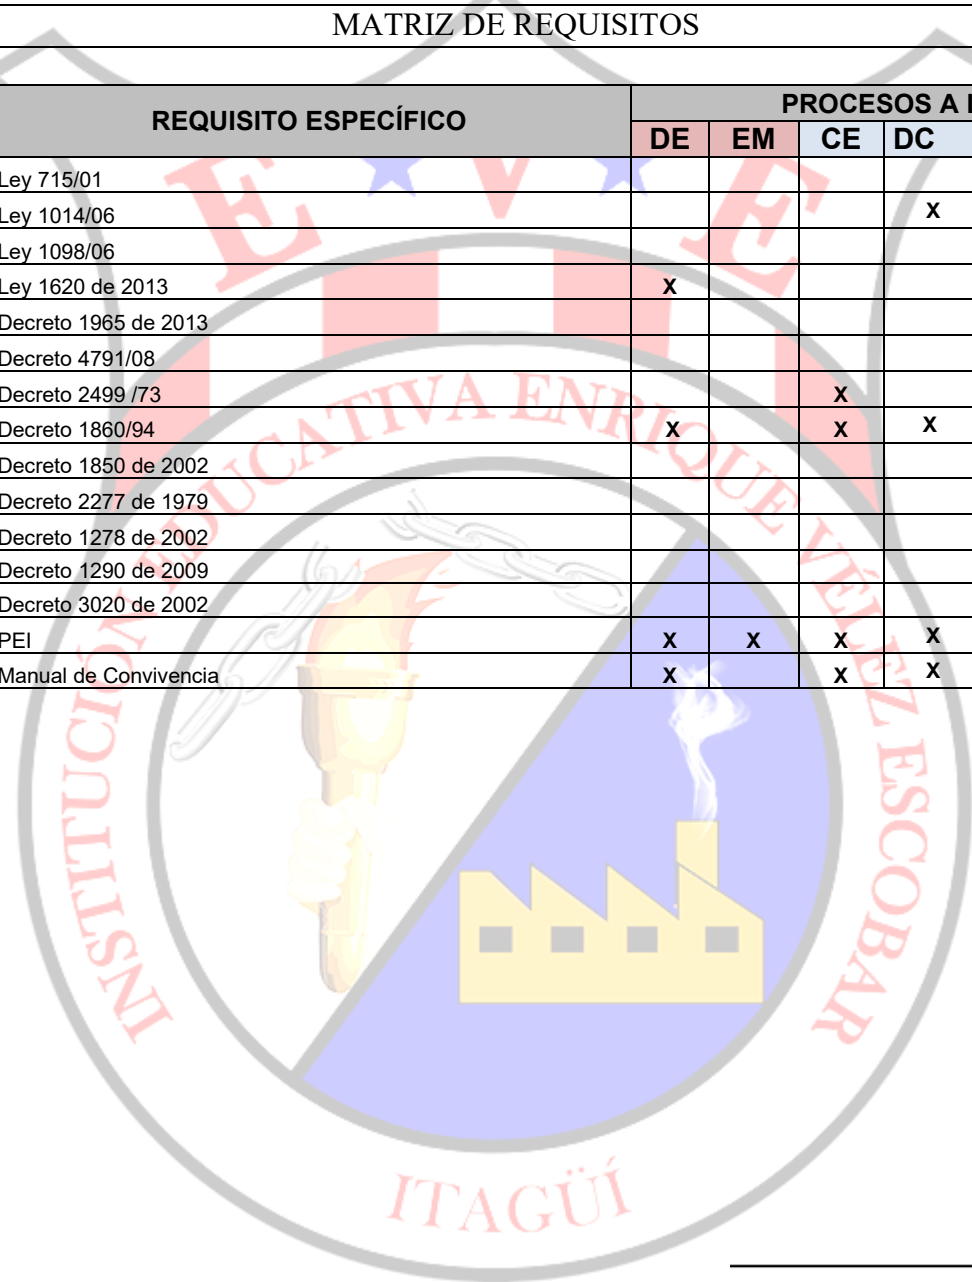 MATRIZ DE REQUISITOS
REQUISITO ESPECÍFICO
PROCESOS A
DE EM CE DC
Ley 715/01
Ley 1014/06 X
Ley 1098/06
Ley 1620 de 2013 X
Decreto 1965 de 2013
Decreto 4791/08
Decreto 2499 /73 X
Decreto 1860/94 X X X
Decreto 1850 de 2002
Decreto 2277 de 1979
Decreto 1278 de 2002
Decreto 1290 de 2009
Decreto 3020 de 2002
PEI X X X X
Manual de Convivencia X X X
E V E
INSTITUCIÓN EDUCATIVA ENRIQUE VÉLEZ ESCOBAR
ITAGÜÍ